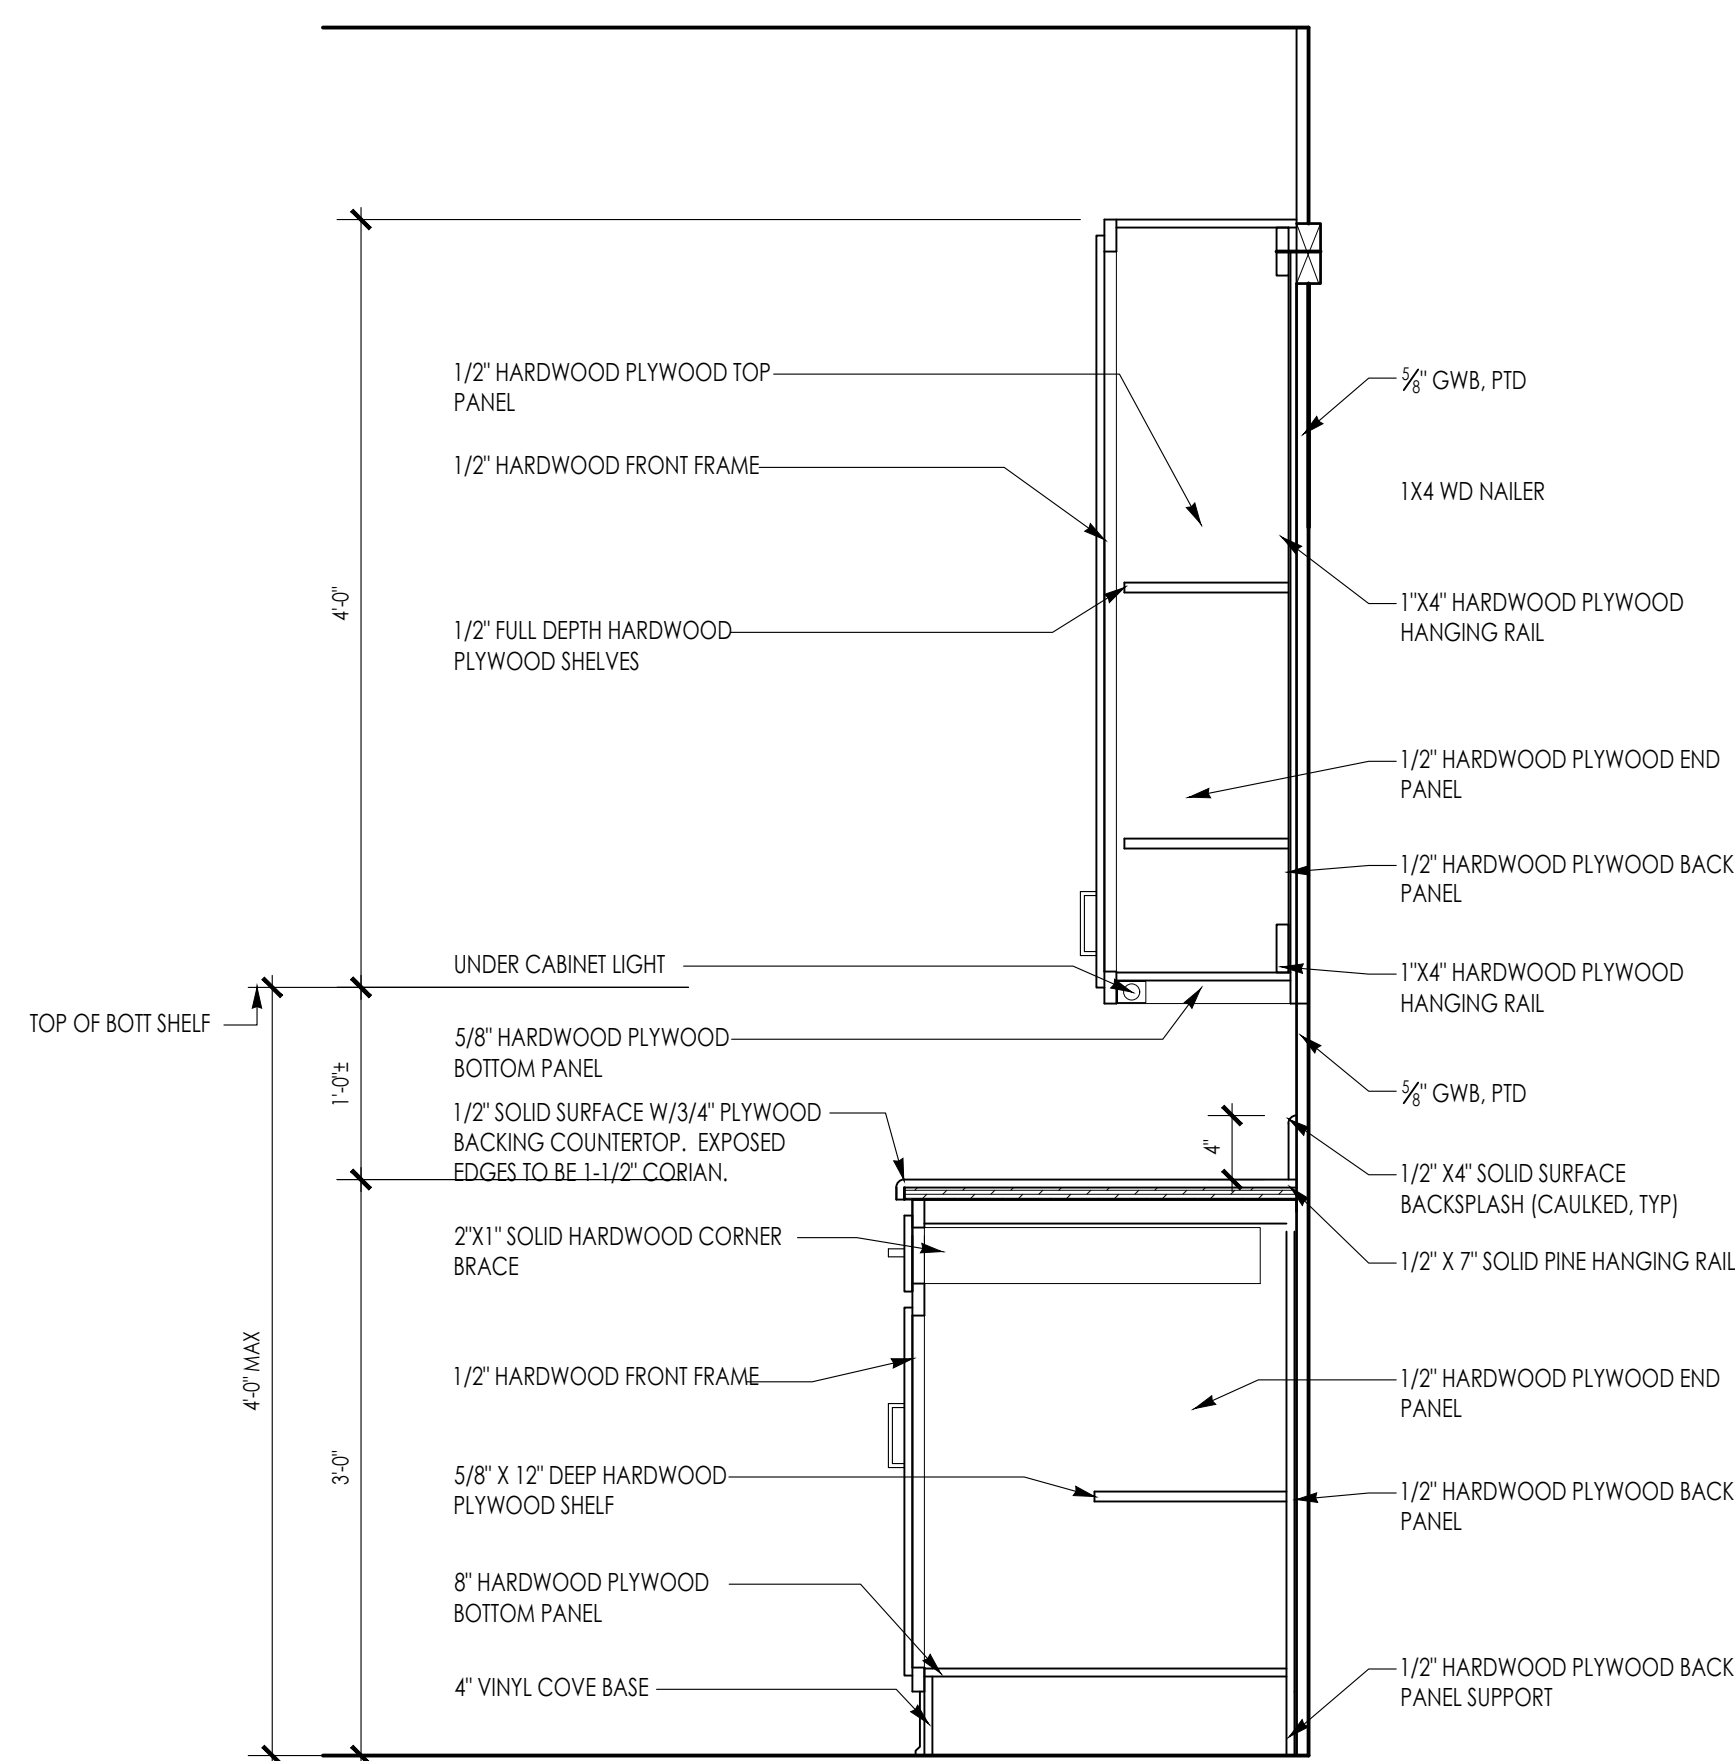 1/2" HARDWOOD PLYWOOD TOP
PANEL
1/2" HARDWOOD FRONT FRAME
4'-0"
1/2" FULL DEPTH HARDWOOD
PLYWOOD SHELVES
UNDER CABINET LIGHT
TOP OF BOTT SHELF
5/8" HARDWOOD PLYWOOD
BOTTOM PANEL
1'-0"±
1/2" SOLID SURFACE W/3/4" PLYWOOD
BACKING COUNTERTOP. EXPOSED
EDGES TO BE 1-1/2" CORIAN.
2"X1" SOLID HARDWOOD CORNER
BRACE
4'-0" MAX
1/2" HARDWOOD FRONT FRAME
3'-0"
5/8" X 12" DEEP HARDWOOD
PLYWOOD SHELF
8" HARDWOOD PLYWOOD
BOTTOM PANEL
4" VINYL COVE BASE
5/8" GWB, PTD
1X4 WD NAILER
1"X4" HARDWOOD PLYWOOD
HANGING RAIL
1/2" HARDWOOD PLYWOOD END
PANEL
1/2" HARDWOOD PLYWOOD BACK
PANEL
1"X4" HARDWOOD PLYWOOD
HANGING RAIL
5/8" GWB, PTD
4"
1/2" X4" SOLID SURFACE
BACKSPLASH (CAULKED, TYP)
1/2" X 7" SOLID PINE HANGING RAIL
1/2" HARDWOOD PLYWOOD END
PANEL
1/2" HARDWOOD PLYWOOD BACK
PANEL
1/2" HARDWOOD PLYWOOD BACK
PANEL SUPPORT